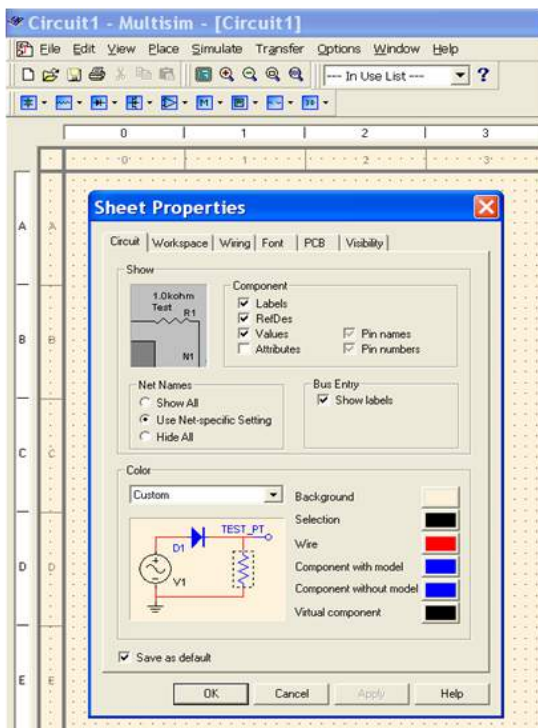 Circuit1 - Multisim - [Circuit1]
File Edit View Place Simulate Transfer Options Window Help
--- In Use List --- ?
0 1 2 3
0 1 2 3
A A
Sheet Properties
Circuit Workspace Wiring Font PCB Visibility
Show
1.0kohm
Test R1
N1
Component
Labels
RefDes
Values Pin names
Attributes Pin numbers
B B
Net Names
Show All
Use Net-specific Setting
Hide All
Bus Entry
Show labels
C C
Color
Custom
TEST_PT
D1
V1
Background
Selection
Wire
Component with model
Component without model
Virtual component
D D
Save as default
E E
OK Cancel Apply Help